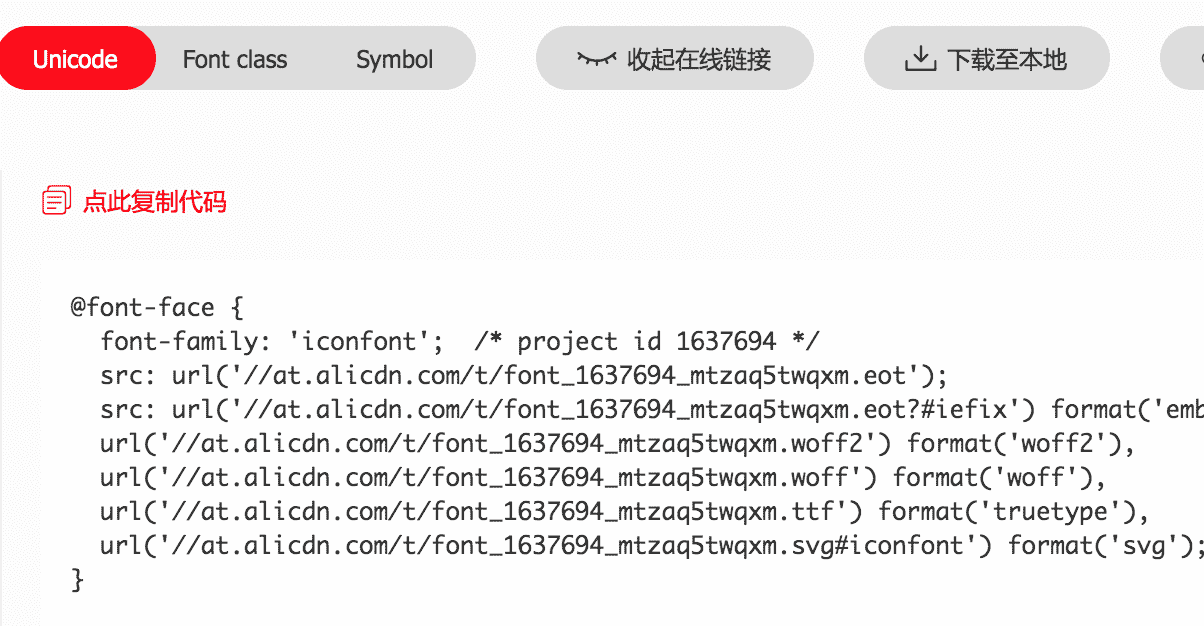 Unicode Font class Symbol 收起在线链接 下载至本地
点此复制代码
@font-face {
  font-family: 'iconfont';  /* project id 1637694 */
  src: url('//at.alicdn.com/t/font_1637694_mtzaq5twqxm.eot');
  src: url('//at.alicdn.com/t/font_1637694_mtzaq5twqxm.eot?#iefix') format('emb
  url('//at.alicdn.com/t/font_1637694_mtzaq5twqxm.woff2') format('woff2'),
  url('//at.alicdn.com/t/font_1637694_mtzaq5twqxm.woff') format('woff'),
  url('//at.alicdn.com/t/font_1637694_mtzaq5twqxm.ttf') format('truetype'),
  url('//at.alicdn.com/t/font_1637694_mtzaq5twqxm.svg#iconfont') format('svg');
}